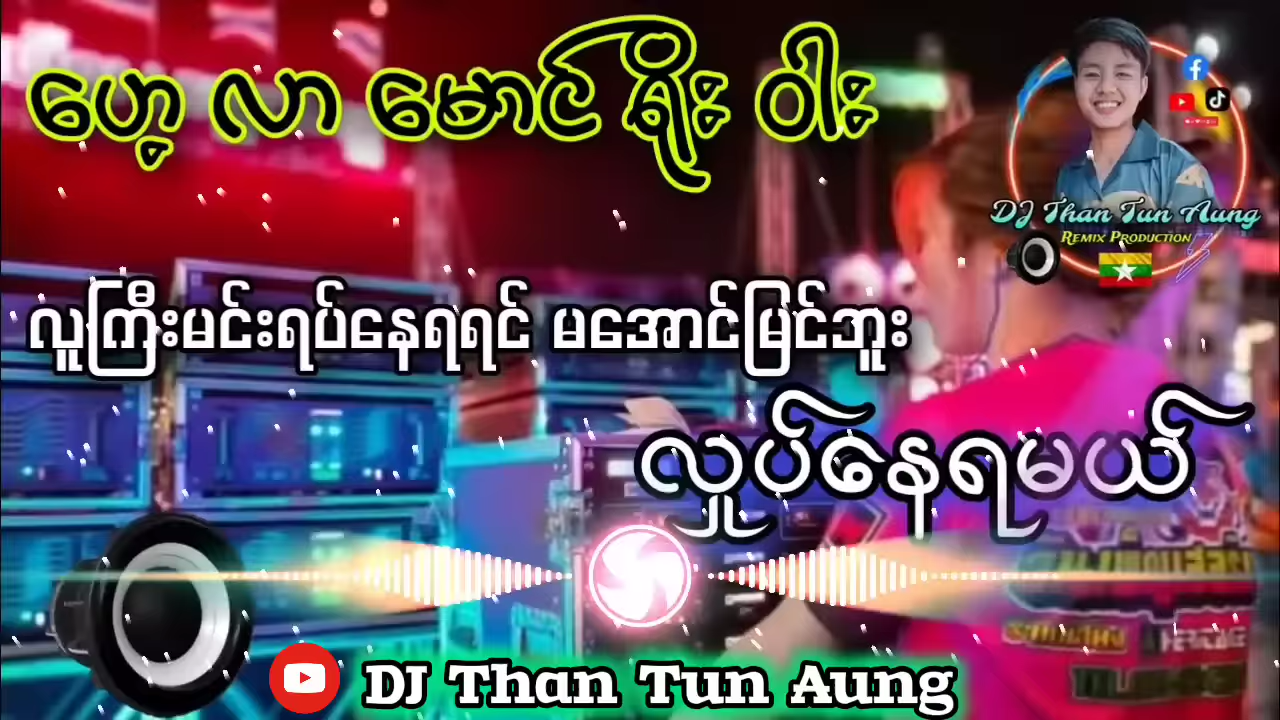 ဟေ့ လာ မောင် ရိုး ဝါး
DJ Than Tun Aung
REMIX PRODUCTION
လူကြီးမင်းရပ်နေရရင် မအောင်မြင်ဘူး
လှုပ်နေရမယ်
DJ Than Tun Aung